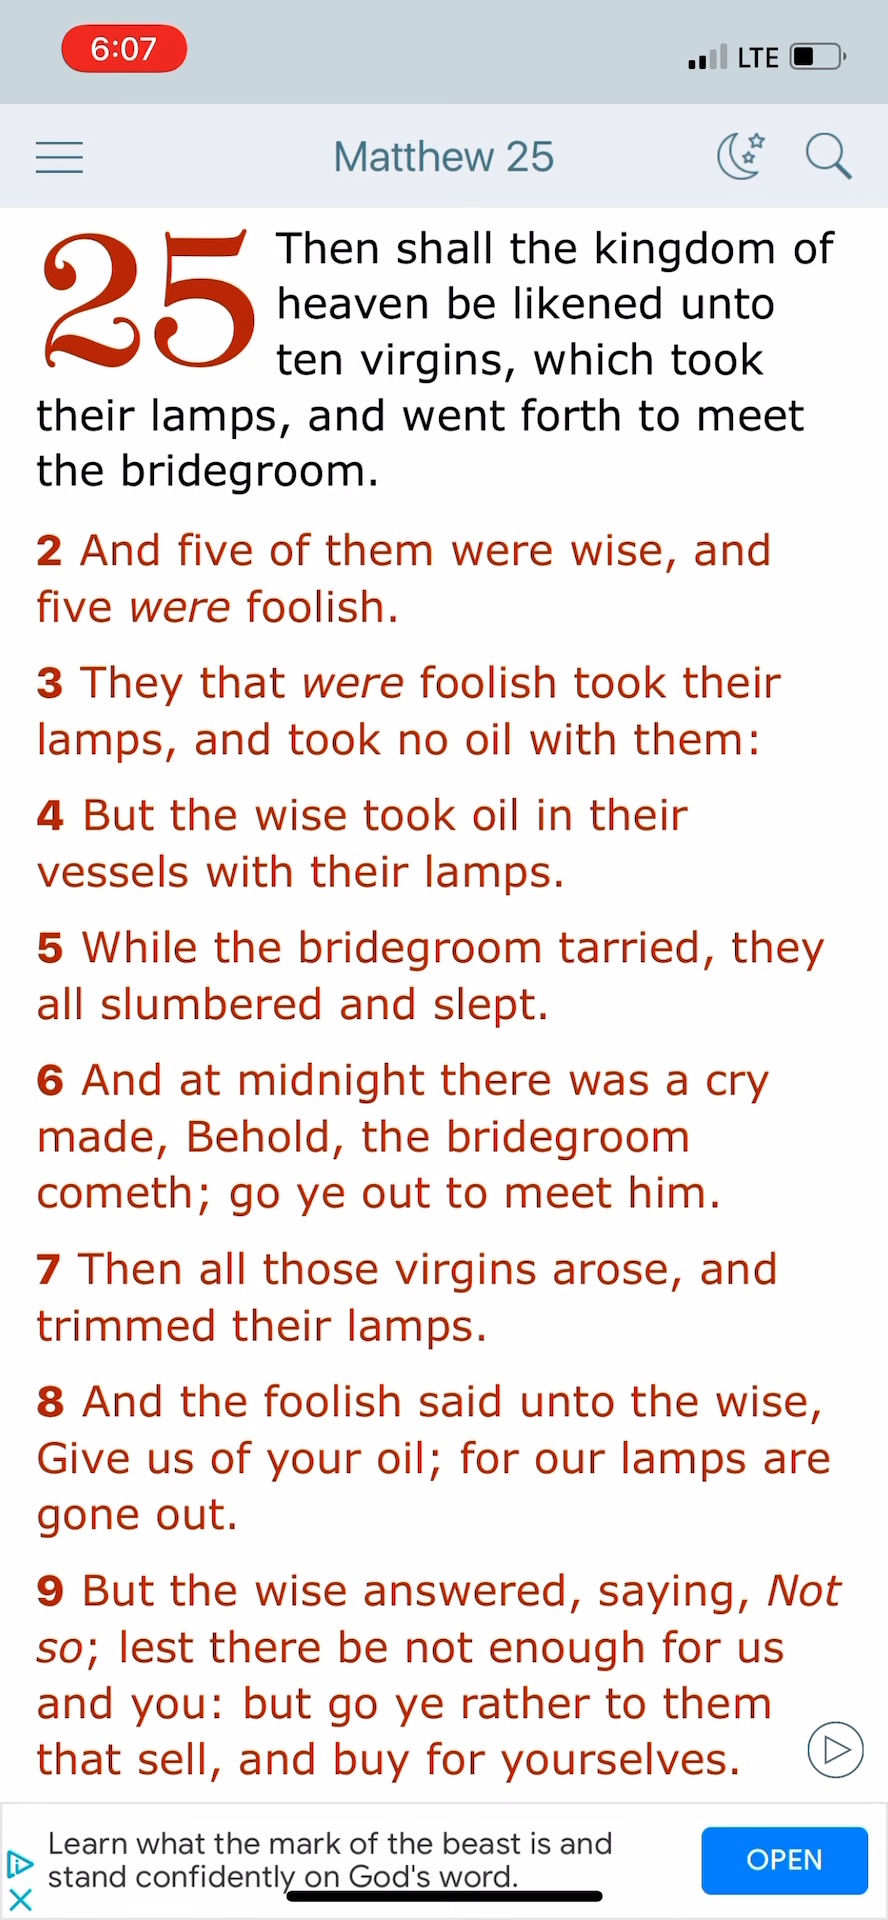 6:07
LTE
Matthew 25
25 Then shall the kingdom of
heaven be likened unto
ten virgins, which took
their lamps, and went forth to meet
the bridegroom.
2 And five of them were wise, and
five were foolish.
3 They that were foolish took their
lamps, and took no oil with them:
4 But the wise took oil in their
vessels with their lamps.
5 While the bridegroom tarried, they
all slumbered and slept.
6 And at midnight there was a cry
made, Behold, the bridegroom
cometh; go ye out to meet him.
7 Then all those virgins arose, and
trimmed their lamps.
8 And the foolish said unto the wise,
Give us of your oil; for our lamps are
gone out.
9 But the wise answered, saying, Not
so; lest there be not enough for us
and you: but go ye rather to them
that sell, and buy for yourselves.
Learn what the mark of the beast is and
stand confidently on God's word.
OPEN